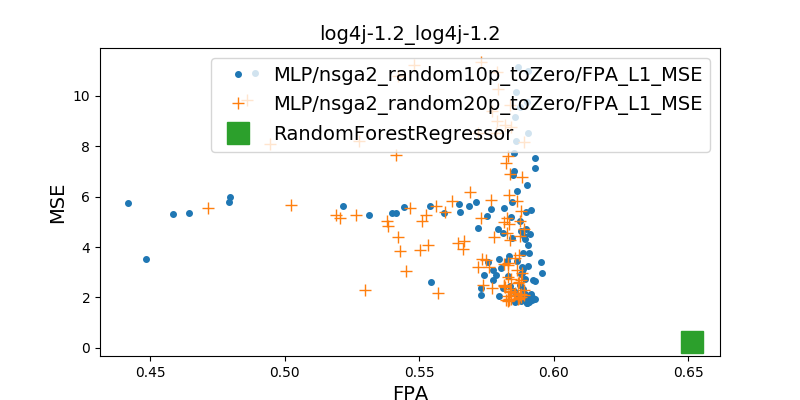 log4j-1.2_log4j-1.2
MLP/nsga2_random10p_toZero/FPA_L1_MSE
MLP/nsga2_random20p_toZero/FPA_L1_MSE
RandomForestRegressor
MSE
10
8
6
4
2
0
0.45 0.50 0.55 0.60 0.65
FPA